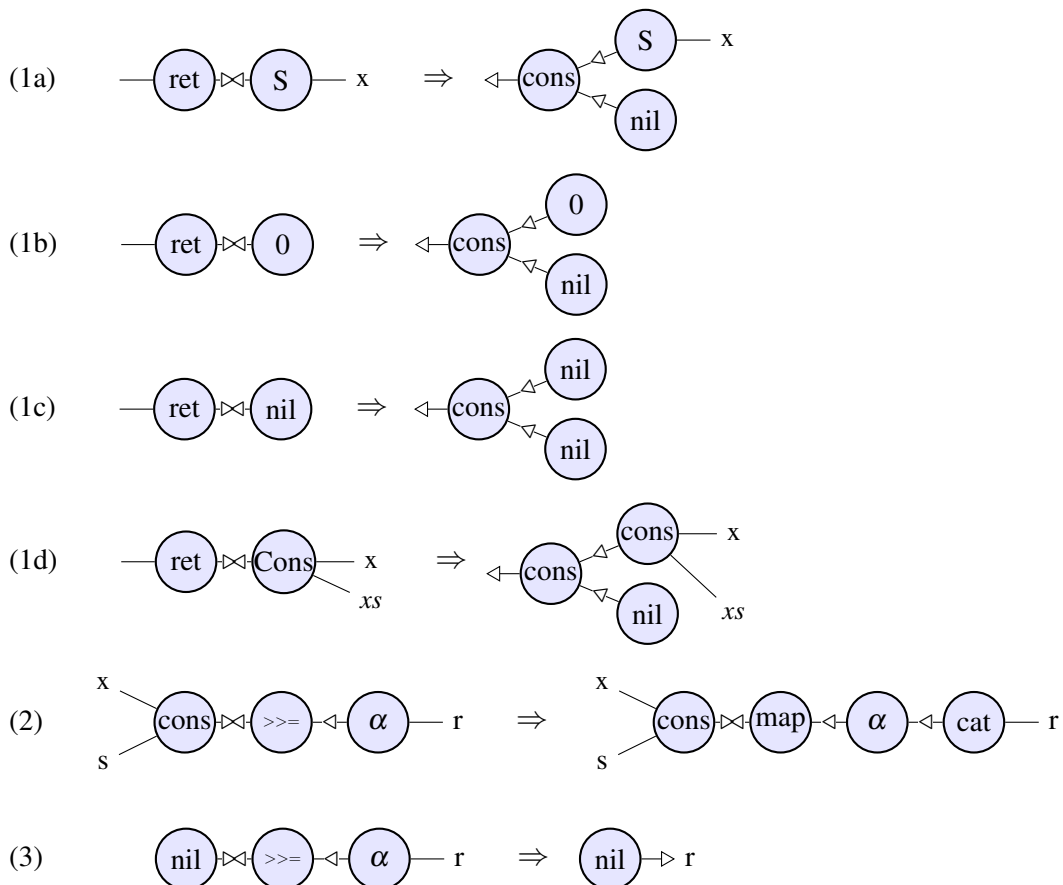 (1a) ret S x ⇒ cons S x nil
(1b) ret 0 ⇒ cons 0 nil
(1c) ret nil ⇒ cons nil nil
(1d) ret Cons x xs ⇒ cons cons x nil xs
x x
(2) cons >>= α r ⇒ cons map α cat r
s s
(3) nil >>= α r ⇒ nil r